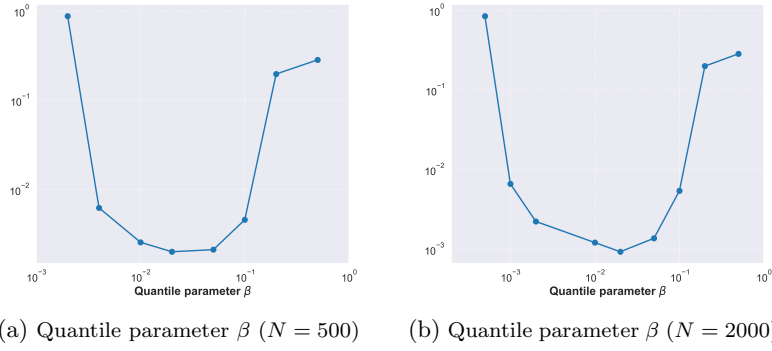 10^0
10^−1
10^−2
10^−3 10^−2 10^−1 10^0
Quantile parameter β
(a) Quantile parameter β (N = 500)
10^0
10^−1
10^−2
10^−3
10^−3 10^−2 10^−1 10^0
Quantile parameter β
(b) Quantile parameter β (N = 2000)